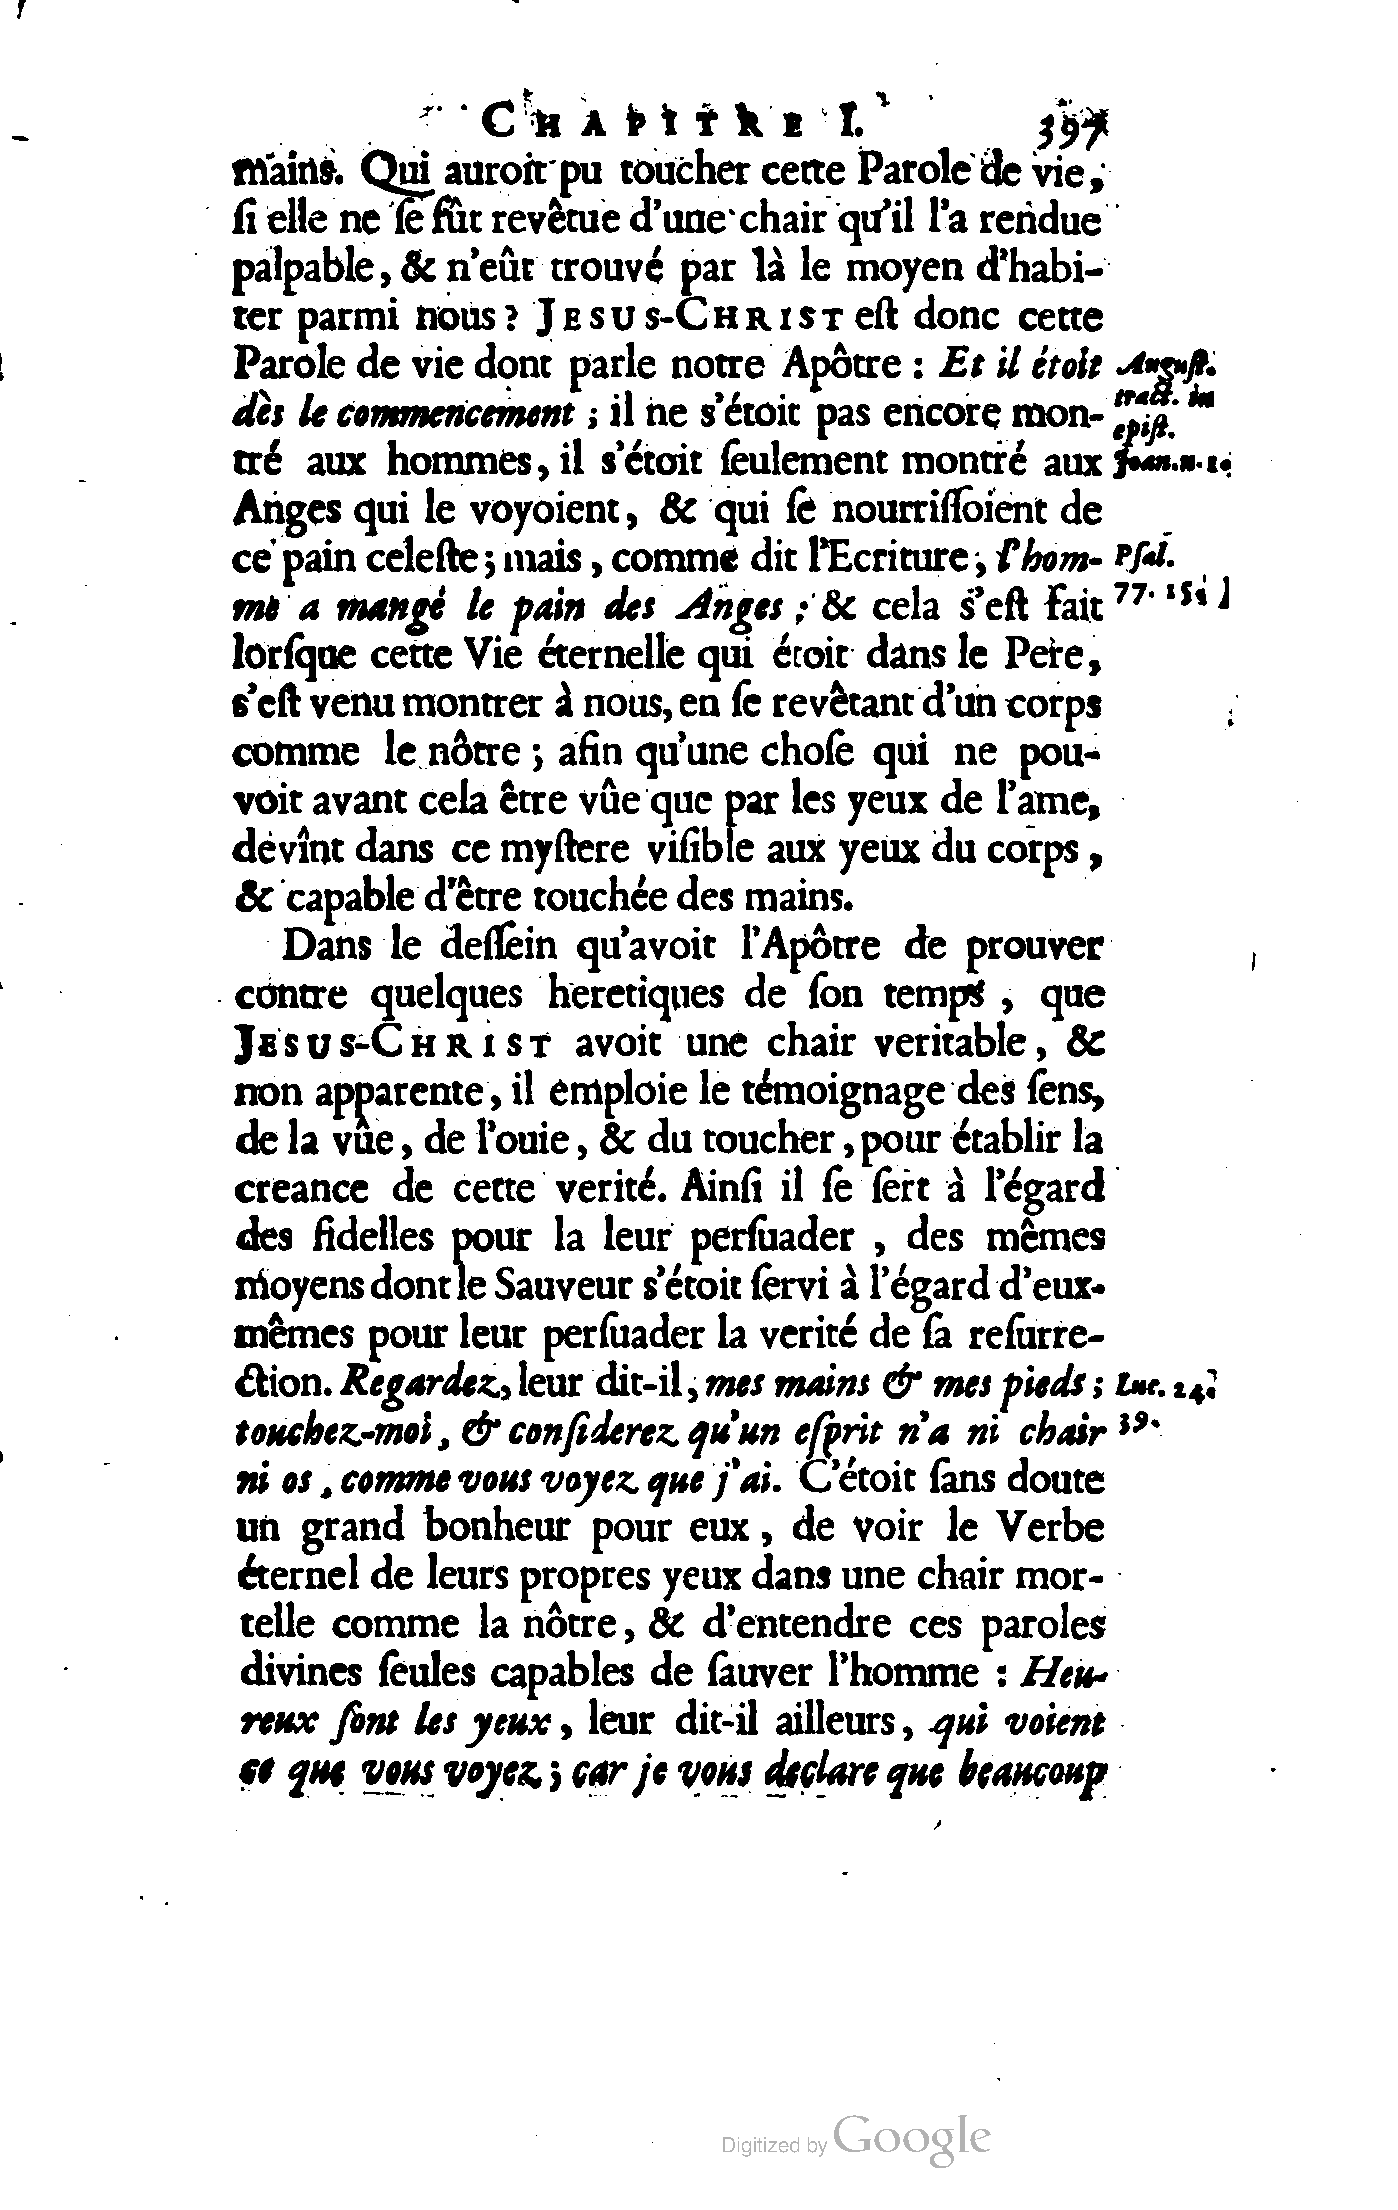 CHAPITRE I. 397
mains. Qui auroit pu toucher cette Parole de vie,
ſi elle ne ſe fût revêtue d'une chair qu'il l'a rendue
palpable, & n'eût trouvé par là le moyen d'habi-
ter parmi nous? JESUS-CHRIST eſt donc cette
Parole de vie dont parle notre Apôtre : Et il étoit
dès le commencement ; il ne s'étoit pas encore mon-
tré aux hommes, il s'étoit ſeulement montré aux
Anges qui le voyoient, & qui ſe nourriſſoient de
ce pain celeſte; mais, comme dit l'Ecriture, l'hom-
me a mangé le pain des Anges ; & cela s'eſt fait
lorſque cette Vie éternelle qui étoit dans le Pere,
s'eſt venu montrer à nous, en ſe revêtant d'un corps
comme le nôtre ; afin qu'une choſe qui ne pou-
voit avant cela être vûe que par les yeux de l'ame,
devînt dans ce myſtere viſible aux yeux du corps,
& capable d'être touchée des mains.
Dans le deſſein qu'avoit l'Apôtre de prouver
contre quelques heretiques de ſon temps, que
JESUS-CHRIST avoit une chair veritable, &
non apparente, il emploie le témoignage des ſens,
de la vûe, de l'ouie, & du toucher, pour établir la
creance de cette verité. Ainſi il ſe ſert à l'égard
des fidelles pour la leur perſuader, des mêmes
moyens dont le Sauveur s'étoit ſervi à l'égard d'eux-
mêmes pour leur perſuader la verité de ſa reſurre-
ction. Regardez, leur dit-il, mes mains & mes pieds ;
touchez-moi, & conſiderez qu'un eſprit n'a ni chair
ni os, comme vous voyez que j'ai. C'étoit ſans doute
un grand bonheur pour eux, de voir le Verbe
éternel de leurs propres yeux dans une chair mor-
telle comme la nôtre, & d'entendre ces paroles
divines ſeules capables de ſauver l'homme : Heu-
reux ſont les yeux, leur dit-il ailleurs, qui voient
ce que vous voyez ; car je vous declare que beaucoup
Auguſt.
tract. in
epiſt.
Joan. n.
Pſal.
77.
Luc. 24.
39.
Digitized by Google